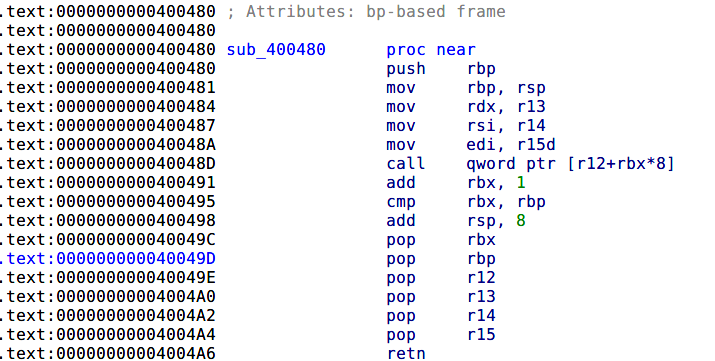 .text:0000000000400480 ; Attributes: bp-based frame
.text:0000000000400480
.text:0000000000400480 sub_400480 proc near
.text:0000000000400480 push rbp
.text:0000000000400481 mov rbp, rsp
.text:0000000000400484 mov rdx, r13
.text:0000000000400487 mov rsi, r14
.text:000000000040048A mov edi, r15d
.text:000000000040048D call qword ptr [r12+rbx*8]
.text:0000000000400491 add rbx, 1
.text:0000000000400495 cmp rbx, rbp
.text:0000000000400498 add rsp, 8
.text:000000000040049C pop rbx
.text:000000000040049D pop rbp
.text:000000000040049E pop r12
.text:00000000004004A0 pop r13
.text:00000000004004A2 pop r14
.text:00000000004004A4 pop r15
.text:00000000004004A6 retn